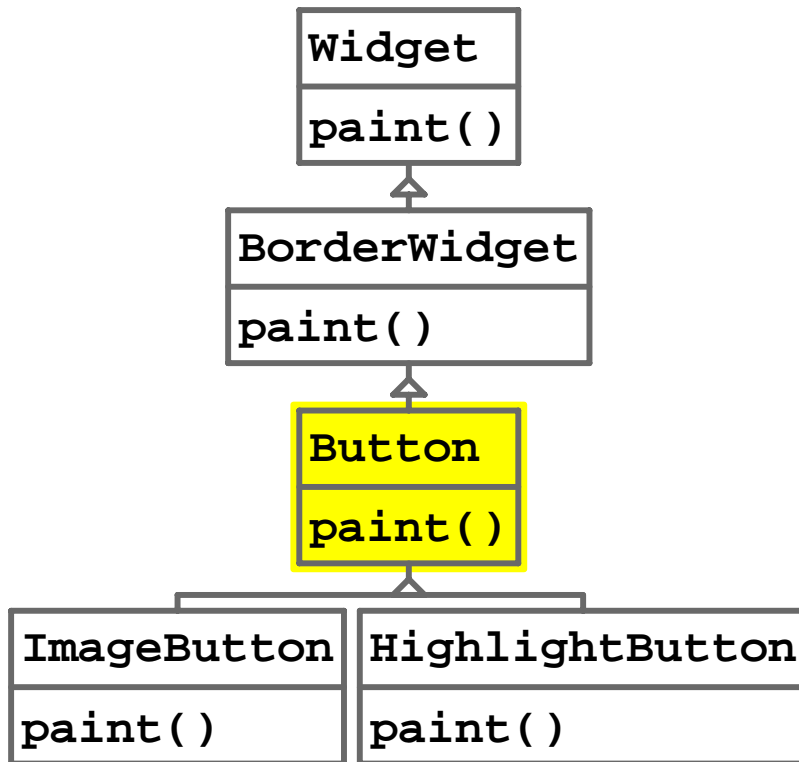 Widget
paint()
BorderWidget
paint()
Button
paint()
ImageButton
paint()
HighlightButton
paint()